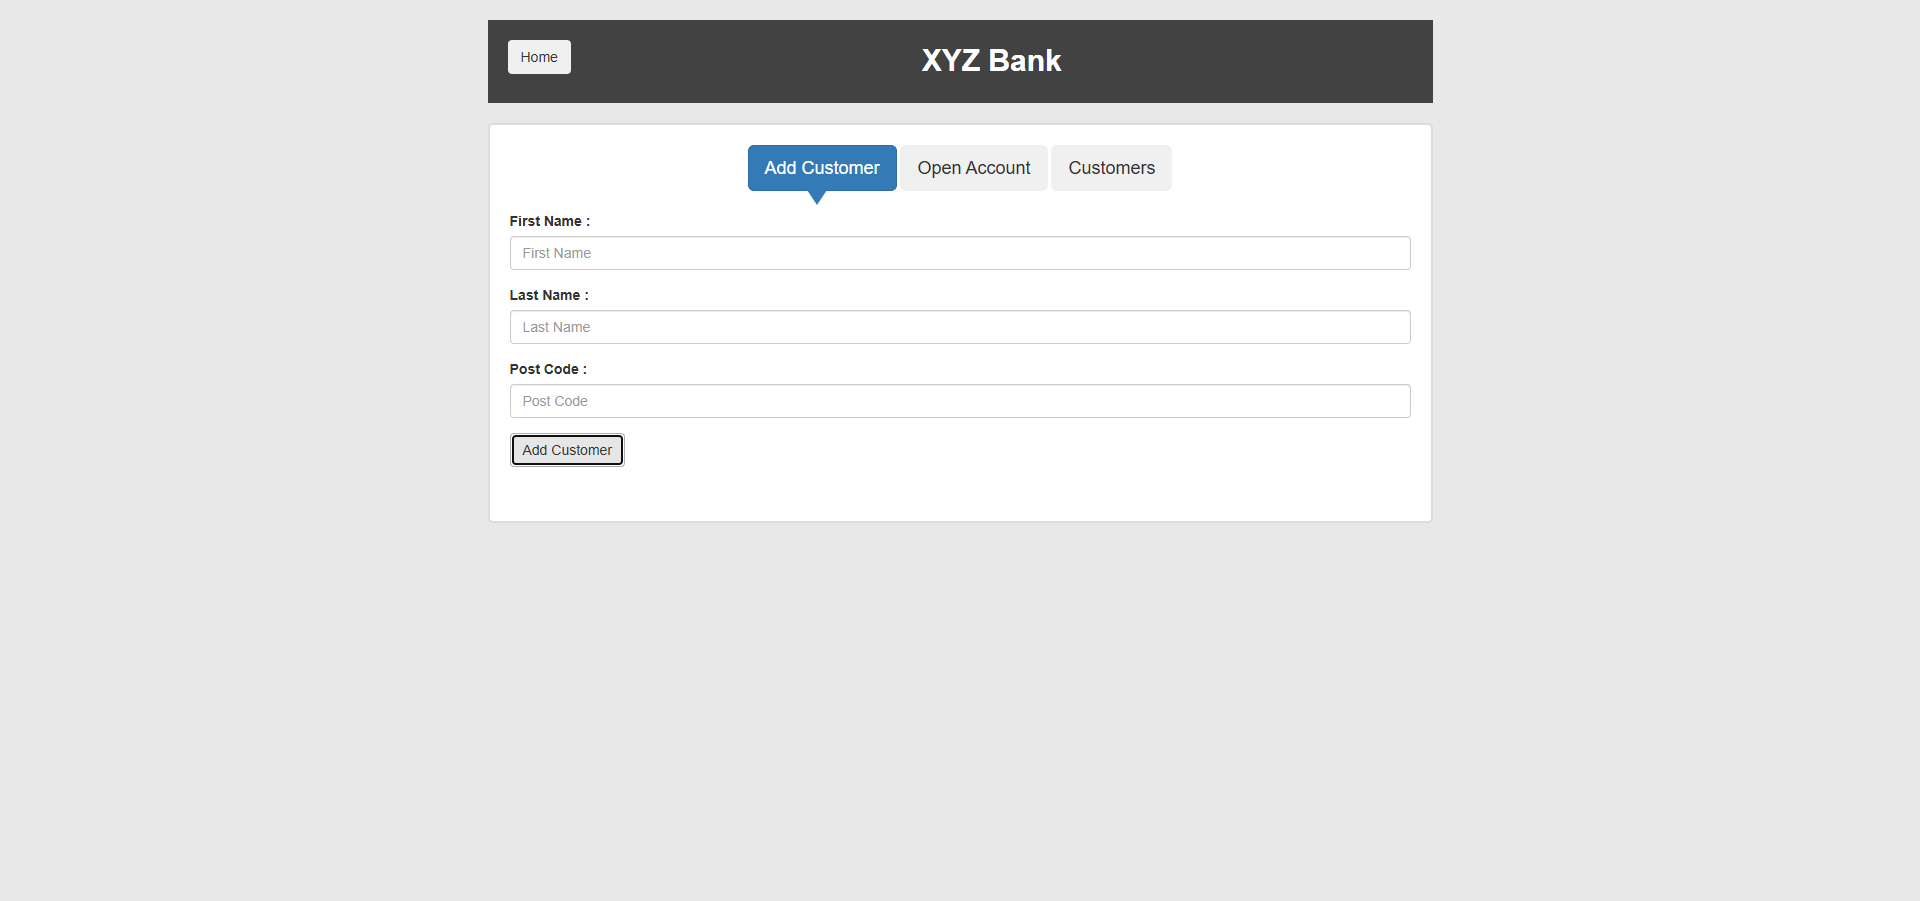 Home
XYZ Bank
Add Customer
Open Account
Customers
First Name :
First Name
Last Name :
Last Name
Post Code :
Post Code
Add Customer